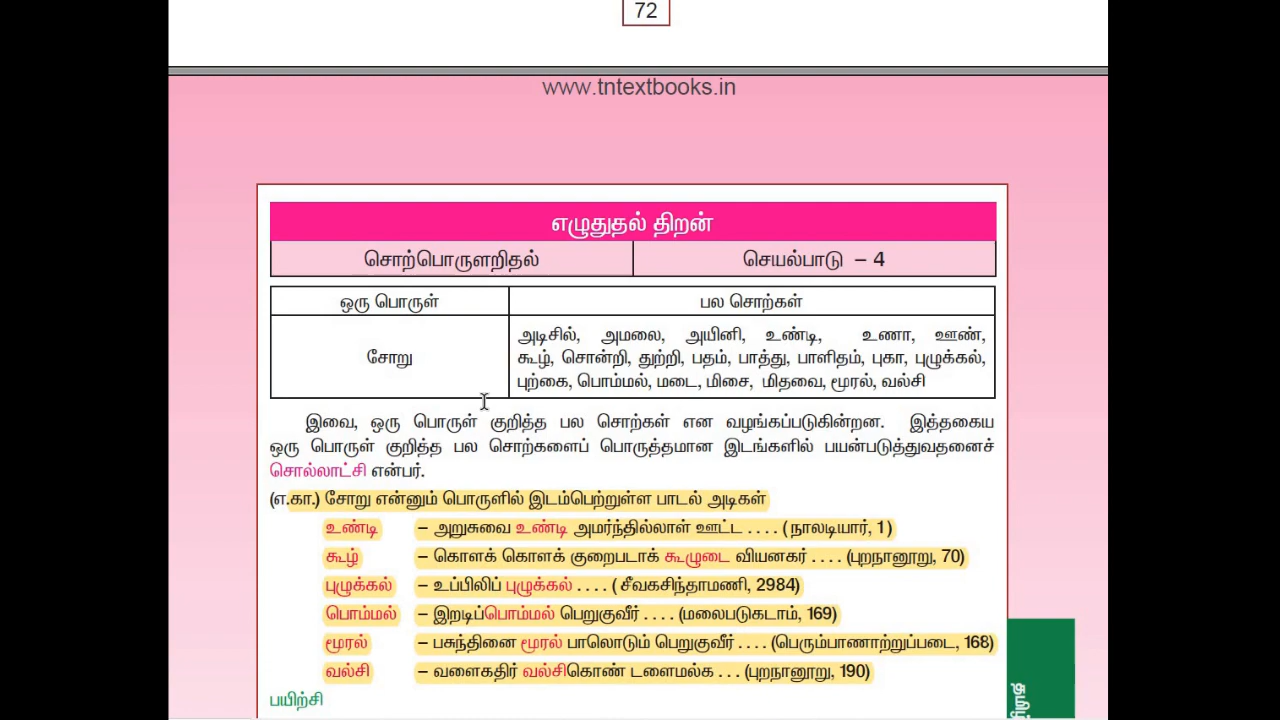 72
www.tntextbooks.in
எழுதுதல் திறன்
சொற்பொருளறிதல் செயல்பாடு – 4
ஒரு பொருள் பல சொற்கள்
சோறு
அடிசில், அமலை, அயினி, உண்டி, உணா, ஊண்,
கூழ், சொன்றி, துற்றி, பதம், பாத்து, பாளிதம், புகா, புழுக்கல்,
புற்கை, பொம்மல், மடை, மிசை, மிதவை, மூரல், வல்சி
இவை, ஒரு பொருள் குறித்த பல சொற்கள் என வழங்கப்படுகின்றன. இத்தகைய
ஒரு பொருள் குறித்த பல சொற்களைப் பொருத்தமான இடங்களில் பயன்படுத்துவதனைச்
சொல்லாட்சி என்பர்.
(எ.கா.) சோறு என்னும் பொருளில் இடம்பெற்றுள்ள பாடல் அடிகள்
உண்டி – அறுசுவை உண்டி அமர்ந்தில்லாள் ஊட்ட . . . . ( நாலடியார், 1)
கூழ் – கொளக் கொளக் குறைபடாக் கூழுடை வியனகர் . . . . (புறநானூறு, 70)
புழுக்கல் – உப்பிலிப் புழுக்கல் . . . . ( சீவகசிந்தாமணி, 2984)
பொம்மல் – இறடிப்பொம்மல் பெறுகுவீர் . . . . (மலைபடுகடாம், 169)
மூரல் – பசுந்தினை மூரல் பாலொடும் பெறுகுவீர் . . . . (பெரும்பாணாற்றுப்படை, 168)
வல்சி – வளைகதிர் வல்சிகொண் டளைமல்க . . . (புறநானூறு, 190)
பயிற்சி